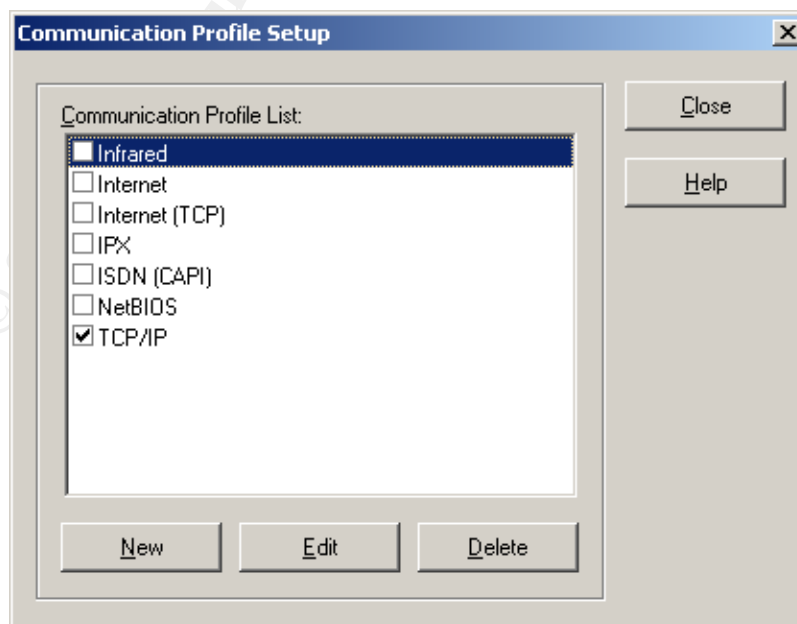 Communication Profile Setup
Communication Profile List:
Infrared
Internet
Internet (TCP)
IPX
ISDN (CAPI)
NetBIOS
TCP/IP
New
Edit
Delete
Close
Help